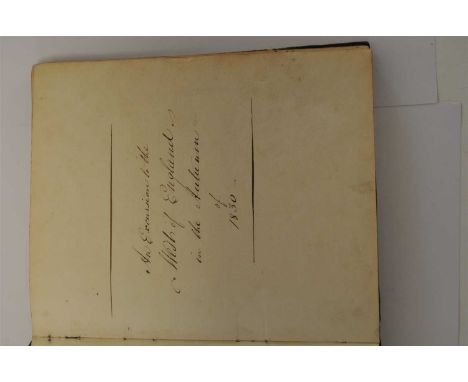 An Excursion to the
West of England
in the Autumn
of
1830.